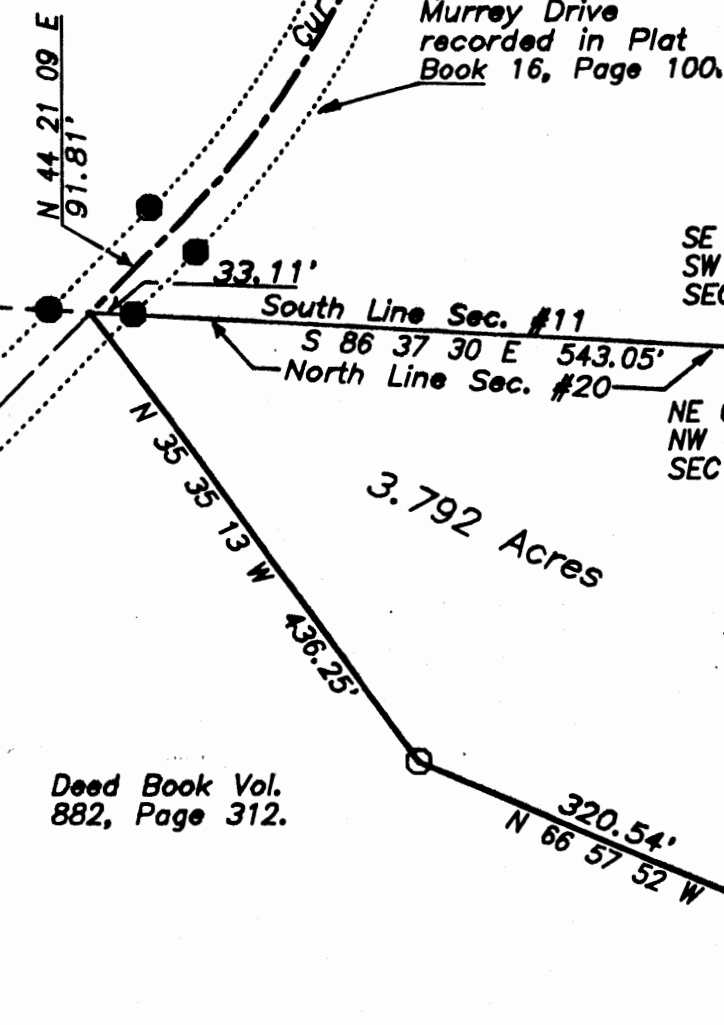 Cur
Murrey Drive
recorded in Plat
Book 16, Page 100.
N 44 21 09 E
91.81'
33.11'
SE
SW
SEC
South Line Sec. #11
S 86 37 30 E 543.05'
North Line Sec. #20
NE
NW
SEC
N 35 35 13 W 436.25'
3.792 Acres
Deed Book Vol.
882, Page 312.
320.54'
N 66 57 52 W